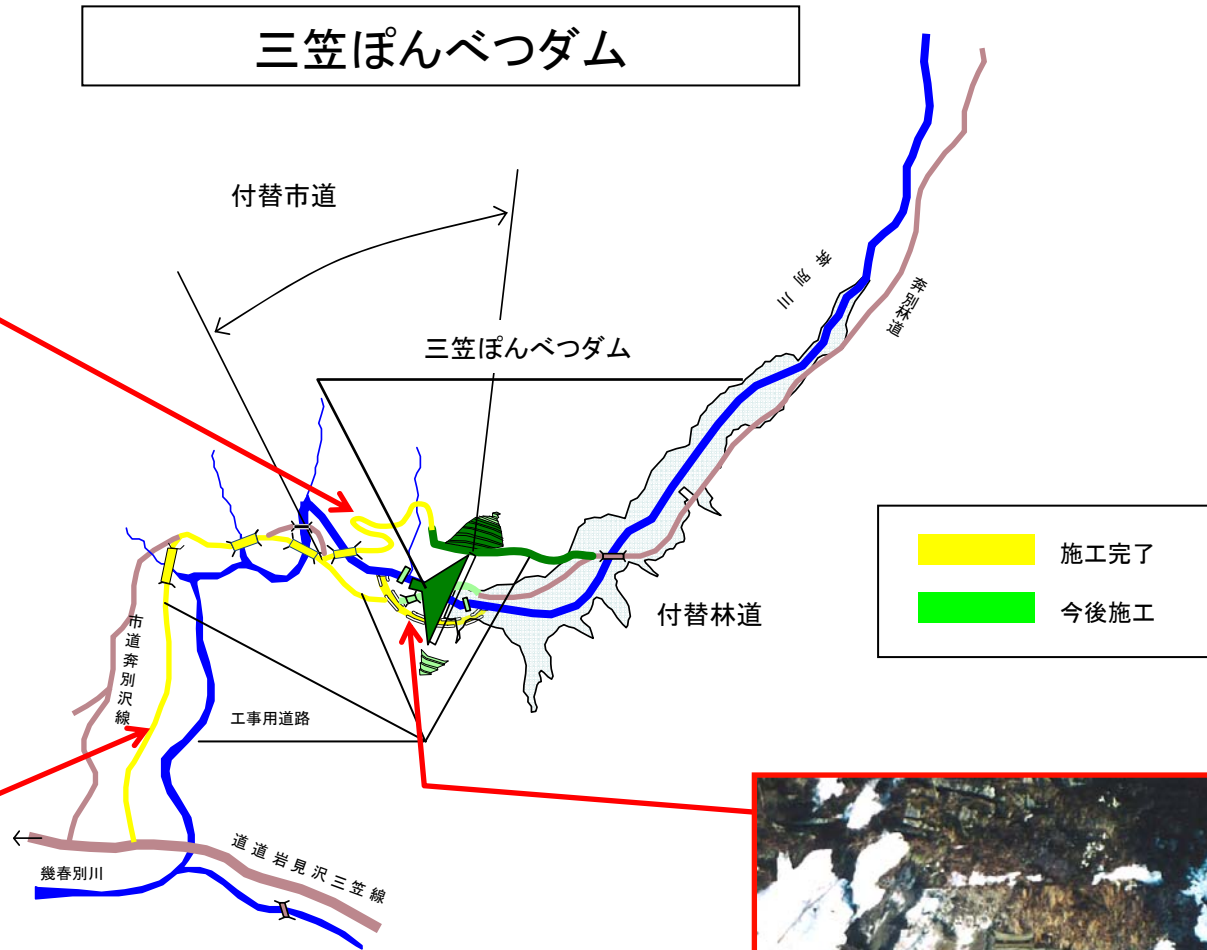 三笠ぽんべつダム
付替市道
三笠ぽんべつダム
奔別川
奔別林道
施工完了
今後施工
付替林道
市道奔別沢線
工事用道路
道道岩見沢三笠線
幾春別川